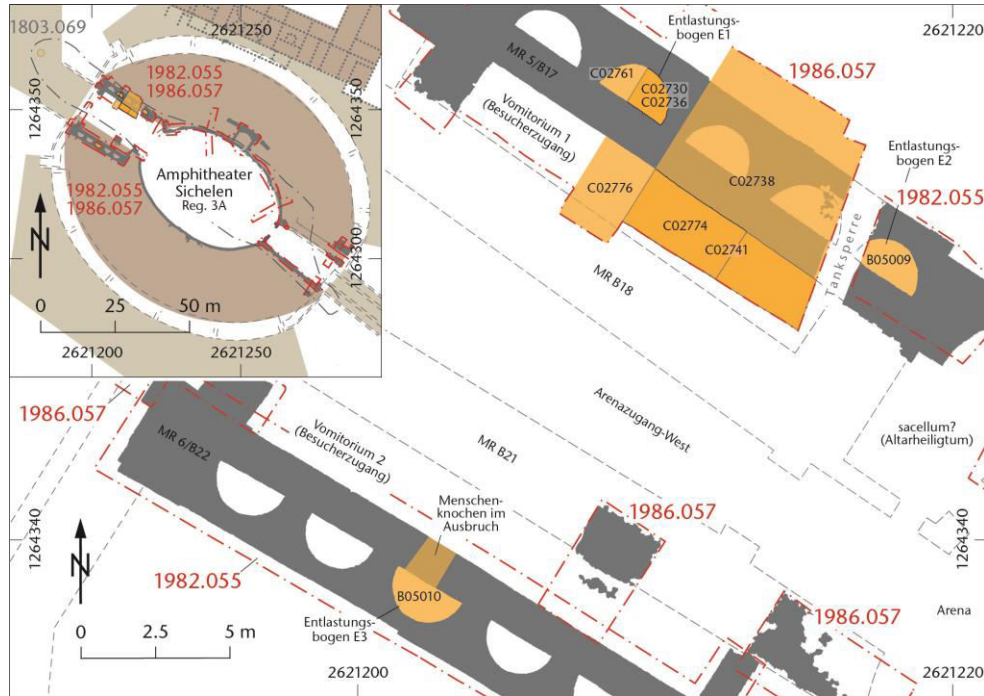 1803.069
2621250
1982.055
1986.057
1264350
1264350
Amphitheater
Sichelen
Reg. 3A
1982.055
1986.057
N
1264300
0 25 50 m
2621200
2621250
Entlastungs-
bogen E1
2621220
MR 5/B17
C02761
C02730
C02736
1986.057
Vomitorium 1
(Besucherzugang)
Entlastungs-
bogen E2
1982.055
C02776
C02738
C02774
C02741
B05009
Tanksperre
MR B18
Arenazugang-West
sacellum?
(Altarheiligtum)
1986.057
Vomitorium 2
(Besucherzugang)
MR B21
MR 6/B22
Menschen-
knochen im
Ausbruch
1986.057
1264340
1264340
N
1982.055
B05010
1986.057
Arena
Entlastungs-
bogen E3
0 2.5 5 m
2621200
2621220